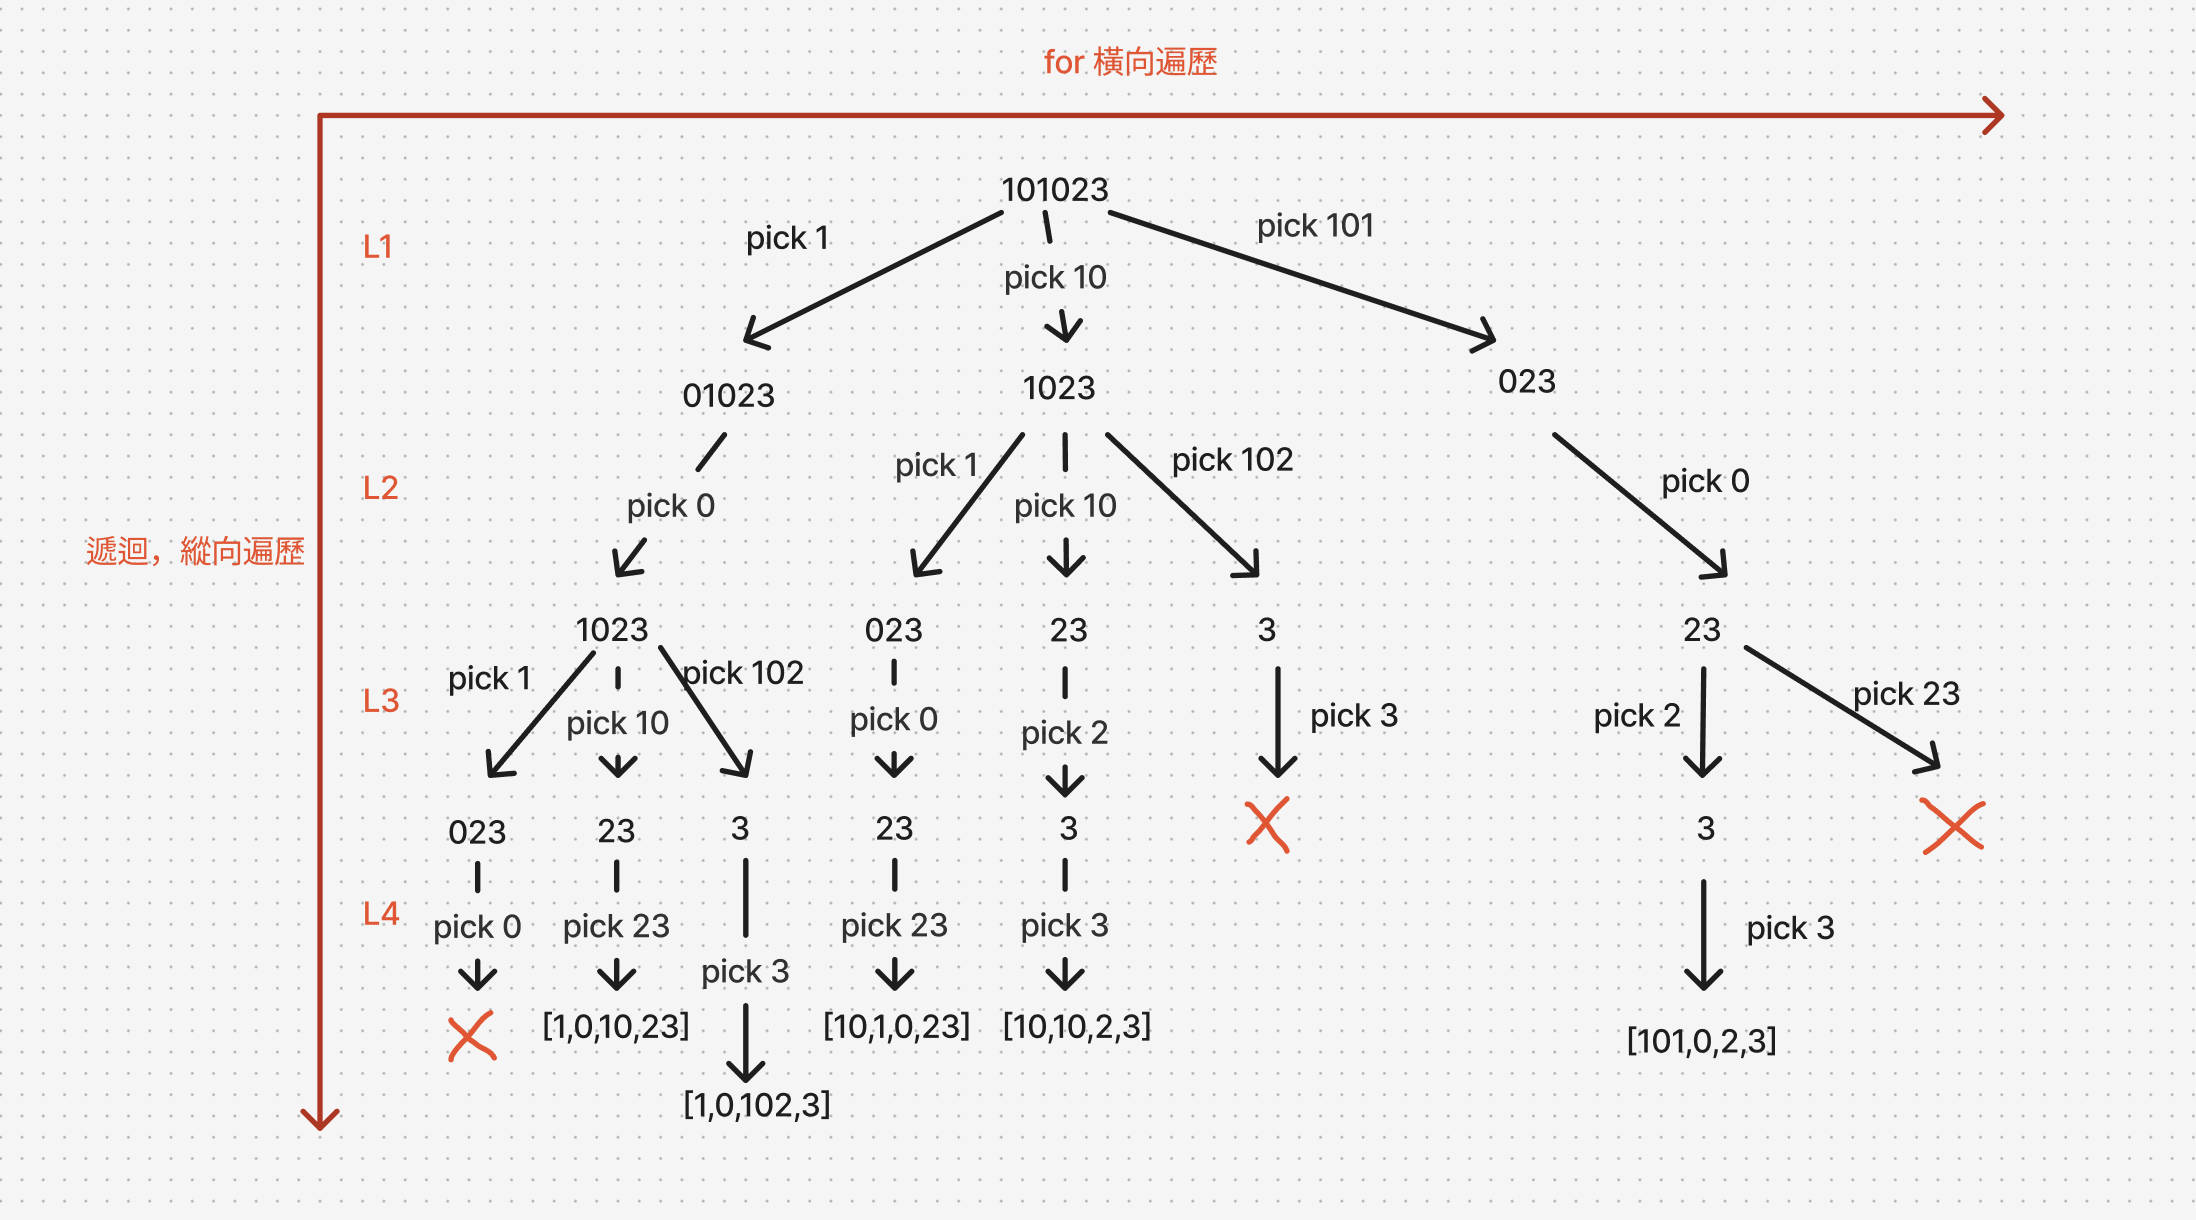 for 橫向遍歷
101023
pick 1
pick 101
L1
pick 10
01023
1023
023
pick 1
pick 102
L2
pick 0
pick 10
pick 0
遞迴，縱向遍歷
1023
023
23
3
23
pick 1
pick 102
L3
pick 10
pick 0
pick 2
pick 3
pick 2
pick 23
023
23
3
23
3
3
L4
pick 0
pick 23
pick 3
pick 23
pick 3
pick 3
[1,0,10,23]
[10,1,0,23]
[10,10,2,3]
[101,0,2,3]
[1,0,102,3]